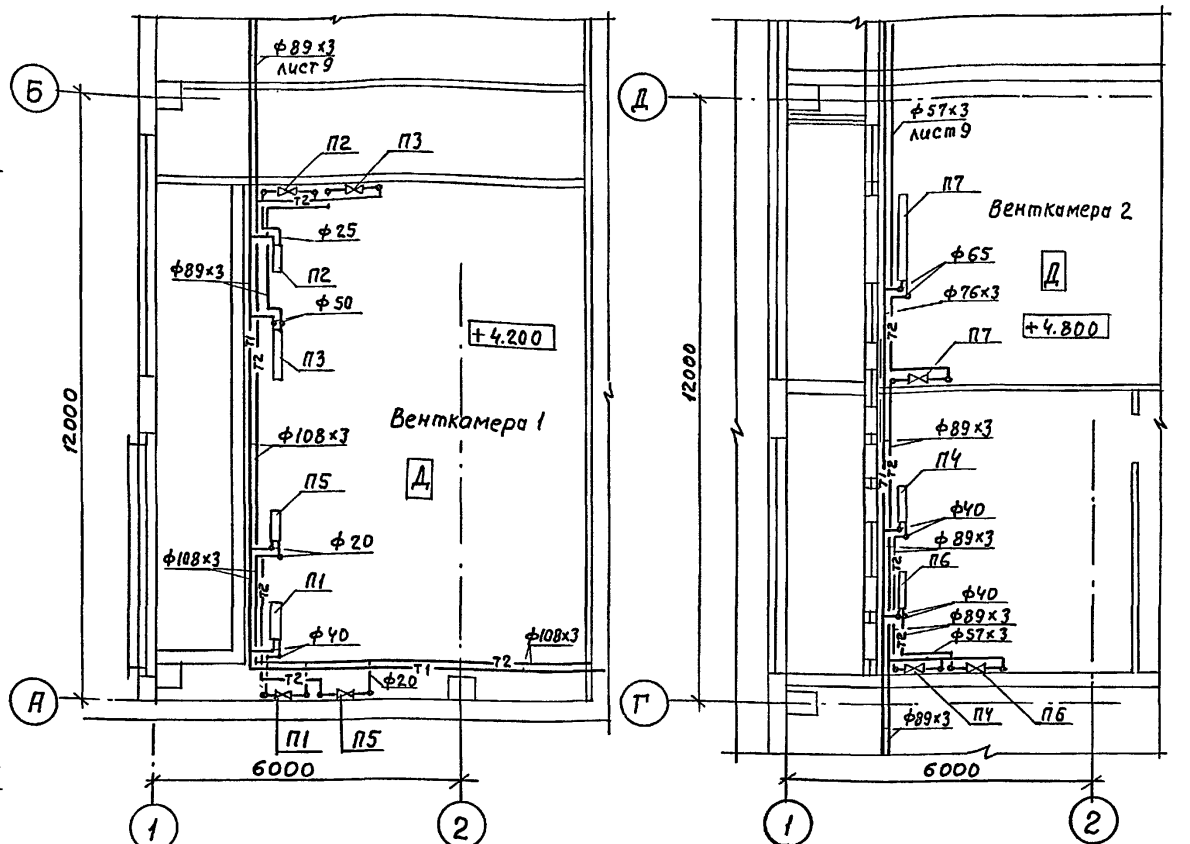 ф89×3
лист 9
Б
П2
П3
Т2
ф25
П2
ф89×3
ф50
Т1
Т2
П3
+4.200
12000
Венткамера 1
ф108×3
Д
П5
ф20
ф108×3
Т2
П1
ф40
ф108×3
Т1
Т2
Т2
ф20
А
П1
П5
6000
1
2
Д
ф57×3
лист 9
П7
Венткамера 2
ф65
Д
ф76×3
Т2
+4.800
П7
12000
ф89×3
Т1
Т2
П4
ф40
ф89×3
Т2
П6
ф40
ф89×3
Т2
ф57×3
Г
ф89×3
П4
П6
6000
1
2